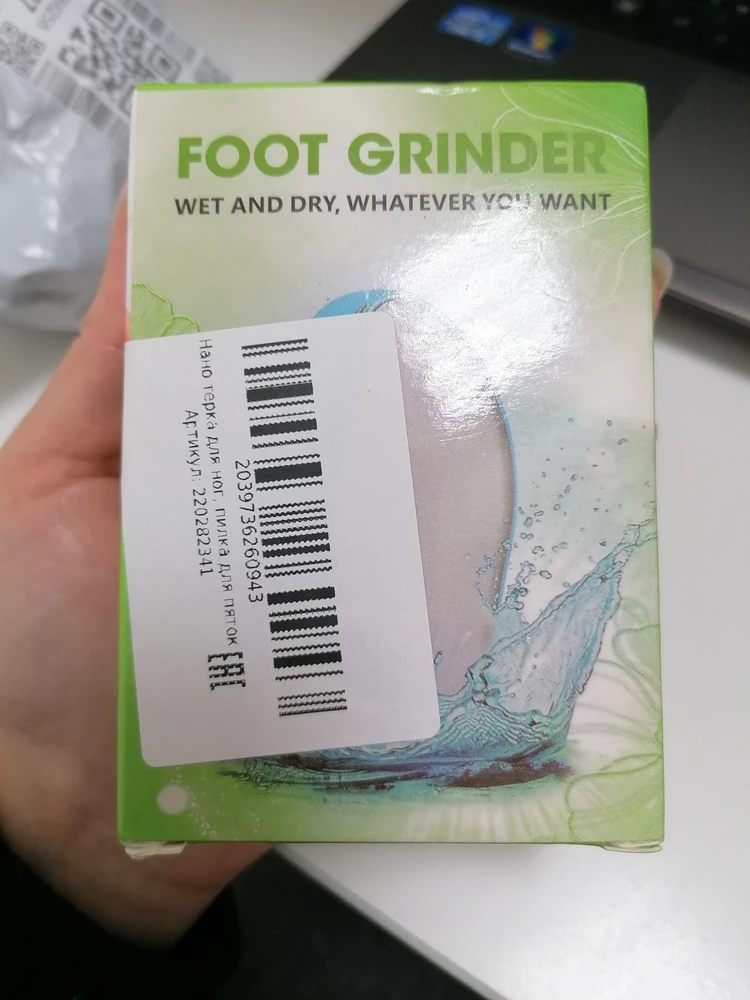 FOOT GRINDER
WET AND DRY, WHATEVER YOU WANT
2039736260943
Нано терка для ног, пилка для пяток
Артикул: 220282341
EAC